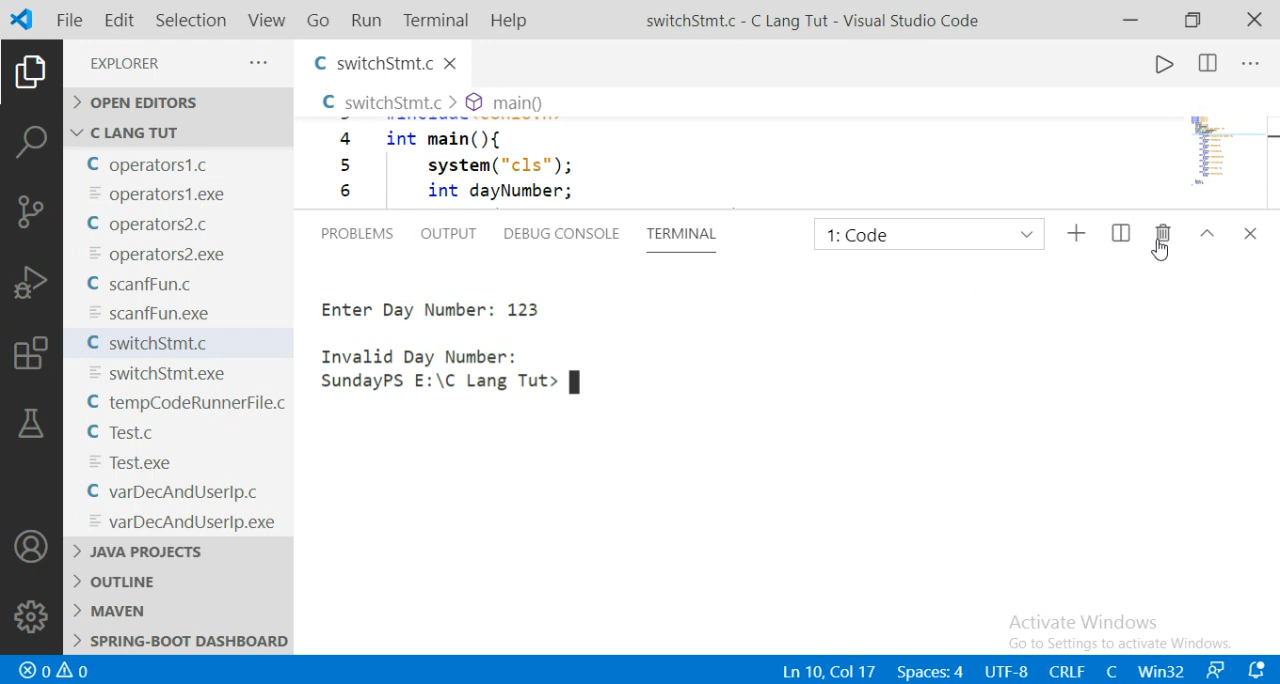 File Edit Selection View Go Run Terminal Help switchStmt.c - C Lang Tut - Visual Studio Code
EXPLORER ···
OPEN EDITORS
C LANG TUT
C operators1.c
operators1.exe
C operators2.c
operators2.exe
C scanfFun.c
scanfFun.exe
C switchStmt.c
switchStmt.exe
C tempCodeRunnerFile.c
C Test.c
Test.exe
C varDecAndUserIp.c
varDecAndUserIp.exe
JAVA PROJECTS
OUTLINE
MAVEN
SPRING-BOOT DASHBOARD
C switchStmt.c
C switchStmt.c > main()
4 int main(){
5 system("cls");
6 int dayNumber;
PROBLEMS OUTPUT DEBUG CONSOLE TERMINAL 1: Code
Enter Day Number: 123
Invalid Day Number:
SundayPS E:\C Lang Tut>
Activate Windows
Go to Settings to activate Windows.
0 0 Ln 10, Col 17 Spaces: 4 UTF-8 CRLF C Win32